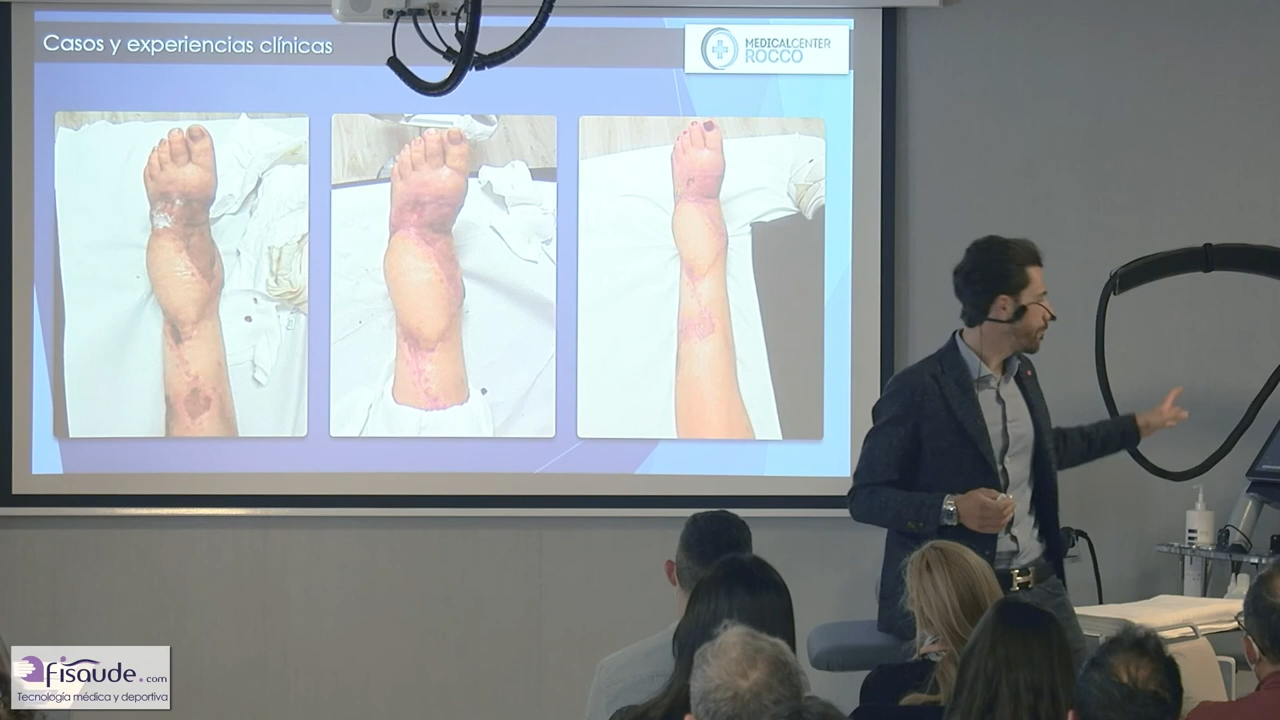 Casos y experiencias clínicas
MEDICALCENTER
ROCCO
fisaude.com
Tecnología médica y deportiva